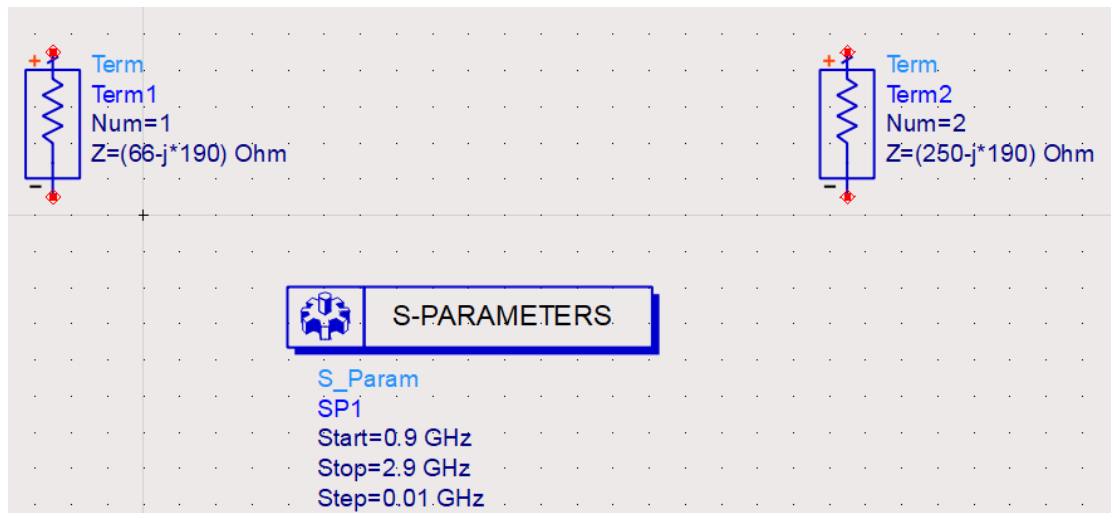 +
Term
Term1
Num=1
Z=(66-j*190) Ohm
-
+
Term
Term2
Num=2
Z=(250-j*190) Ohm
-
S-PARAMETERS
S_Param
SP1
Start=0.9 GHz
Stop=2.9 GHz
Step=0.01 GHz